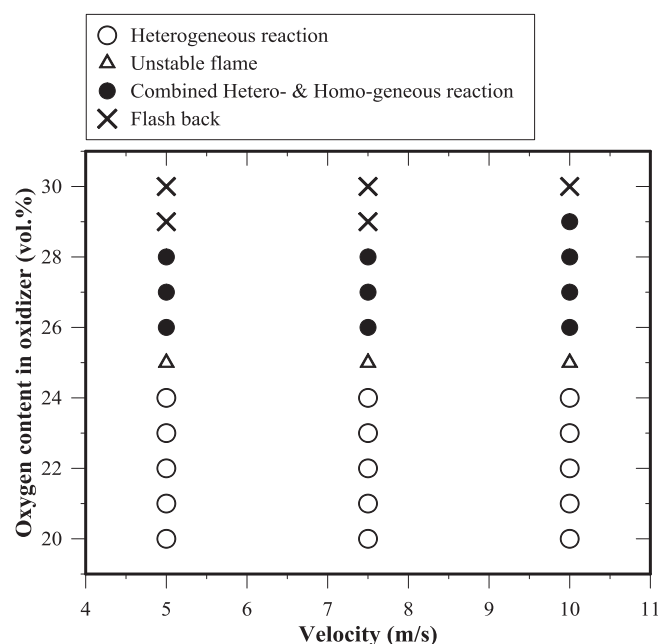 Heterogeneous reaction
Unstable flame
Combined Hetero- & Homo-geneous reaction
Flash back
Oxygen content in oxidizer (vol.%)
30
28
26
24
22
20
4 5 6 7 8 9 10 11
Velocity (m/s)